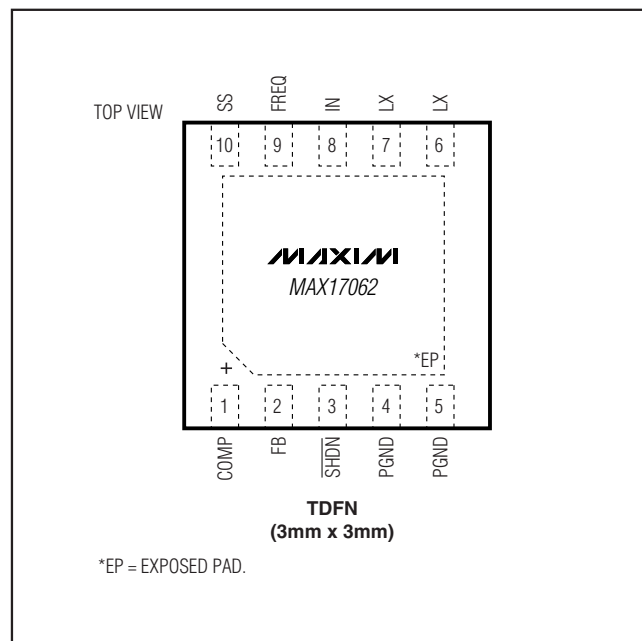 TOP VIEW
SS FREQ IN LX LX
10 9 8 7 6
MAXIM
MAX17062
*EP
+
1 2 3 4 5
COMP FB SHDN PGND PGND
TDFN
(3mm x 3mm)
*EP = EXPOSED PAD.